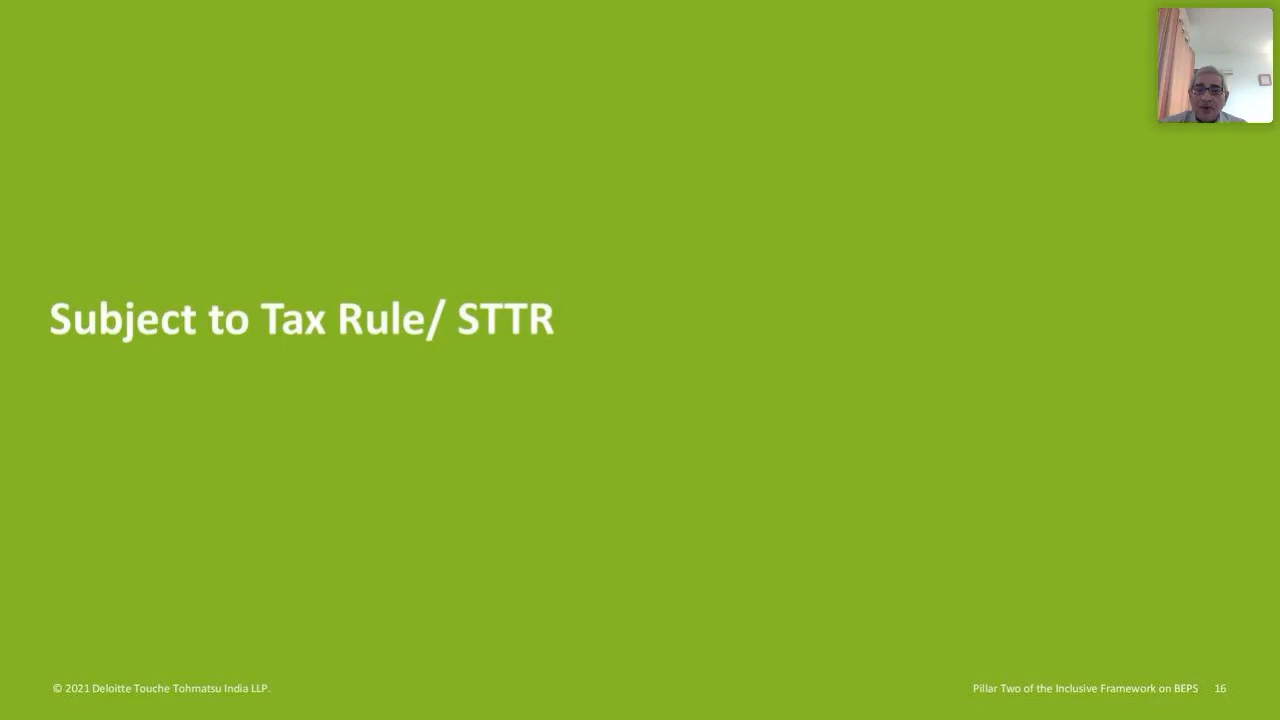 Subject to Tax Rule/ STTR
© 2021 Deloitte Touche Tohmatsu India LLP.
Pillar Two of the Inclusive Framework on BEPS 16